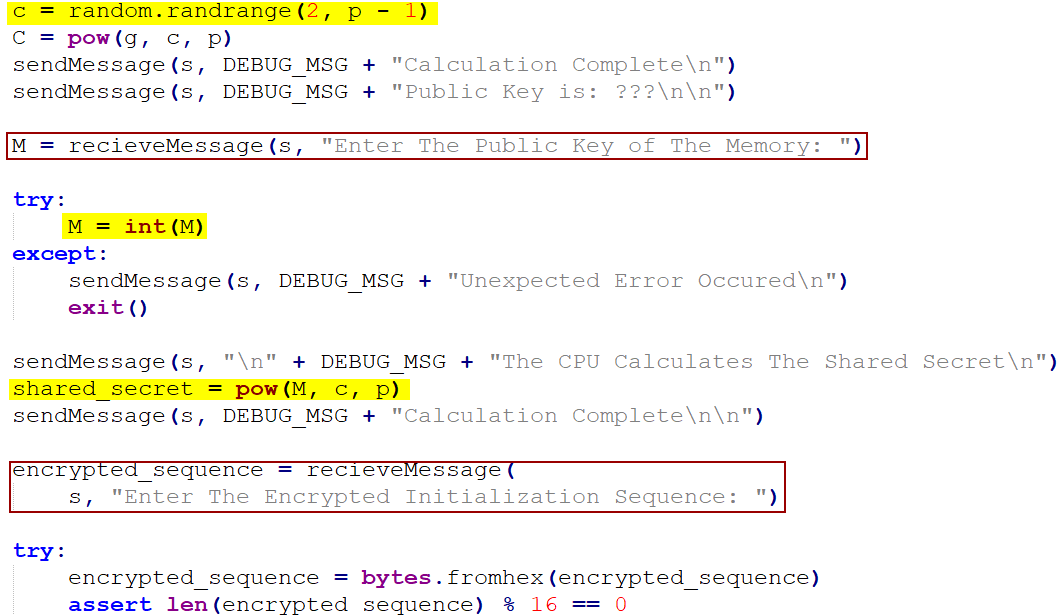 c = random.randrange(2, p - 1)
C = pow(g, c, p)
sendMessage(s, DEBUG_MSG + "Calculation Complete\n")
sendMessage(s, DEBUG_MSG + "Public Key is: ???\n\n")
M = recieveMessage(s, "Enter The Public Key of The Memory: ")
try:
M = int(M)
except:
sendMessage(s, DEBUG_MSG + "Unexpected Error Occured\n")
exit()
sendMessage(s, "\n" + DEBUG_MSG + "The CPU Calculates The Shared Secret\n")
shared_secret = pow(M, c, p)
sendMessage(s, DEBUG_MSG + "Calculation Complete\n\n")
encrypted_sequence = recieveMessage(
s, "Enter The Encrypted Initialization Sequence: ")
try:
encrypted_sequence = bytes.fromhex(encrypted_sequence)
assert len(encrypted_sequence) % 16 == 0